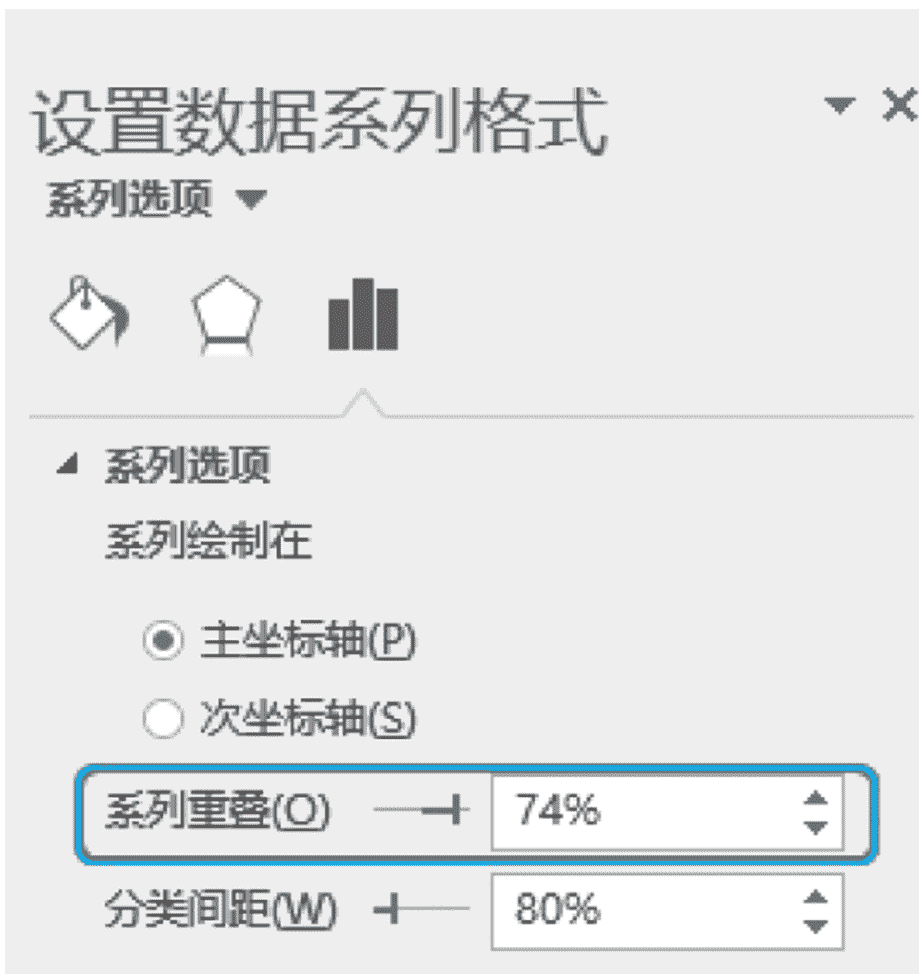 设置数据系列格式
系列选项
系列选项
系列绘制在
主坐标轴(P)
次坐标轴(S)
系列重叠(O) 74%
分类间距(W) 80%